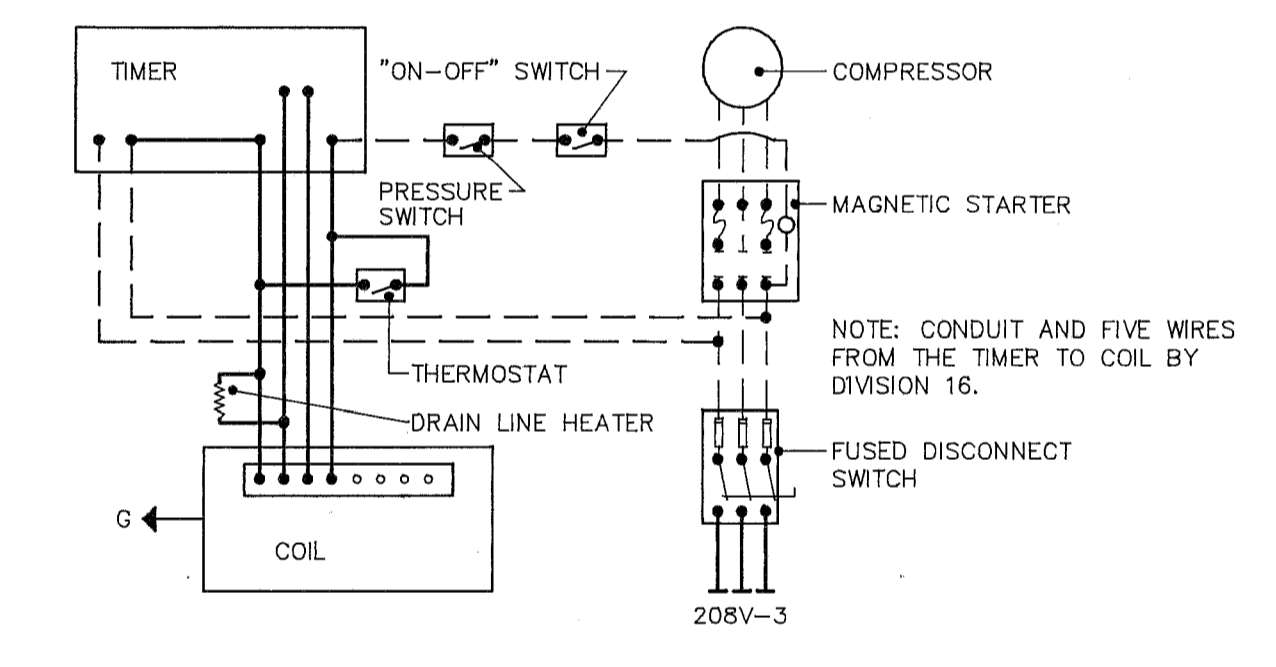 TIMER
"ON-OFF" SWITCH
COMPRESSOR
PRESSURE
SWITCH
MAGNETIC STARTER
NOTE: CONDUIT AND FIVE WIRES
FROM THE TIMER TO COIL BY
DIVISION 16.
THERMOSTAT
DRAIN LINE HEATER
FUSED DISCONNECT
SWITCH
G
COIL
208V-3